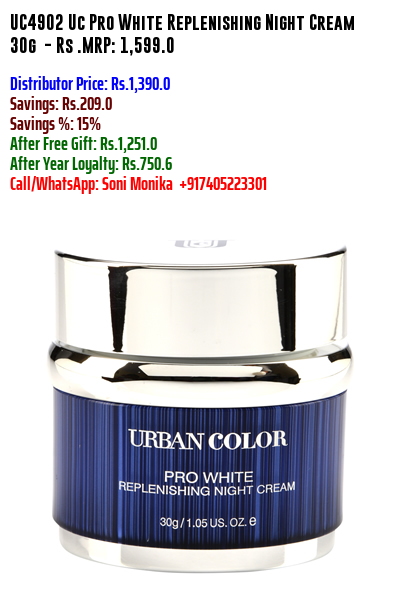 UC4902 Uc Pro White Replenishing Night Cream
30g - Rs .MRP: 1,599.0
Distributor Price: Rs.1,390.0
Savings: Rs.209.0
Savings %: 15%
After Free Gift: Rs.1,251.0
After Year Loyalty: Rs.750.6
Call/WhatsApp: Soni Monika +917405223301
URBAN COLOR
PRO WHITE
REPLENISHING NIGHT CREAM
30g / 1.05 US. OZ. e